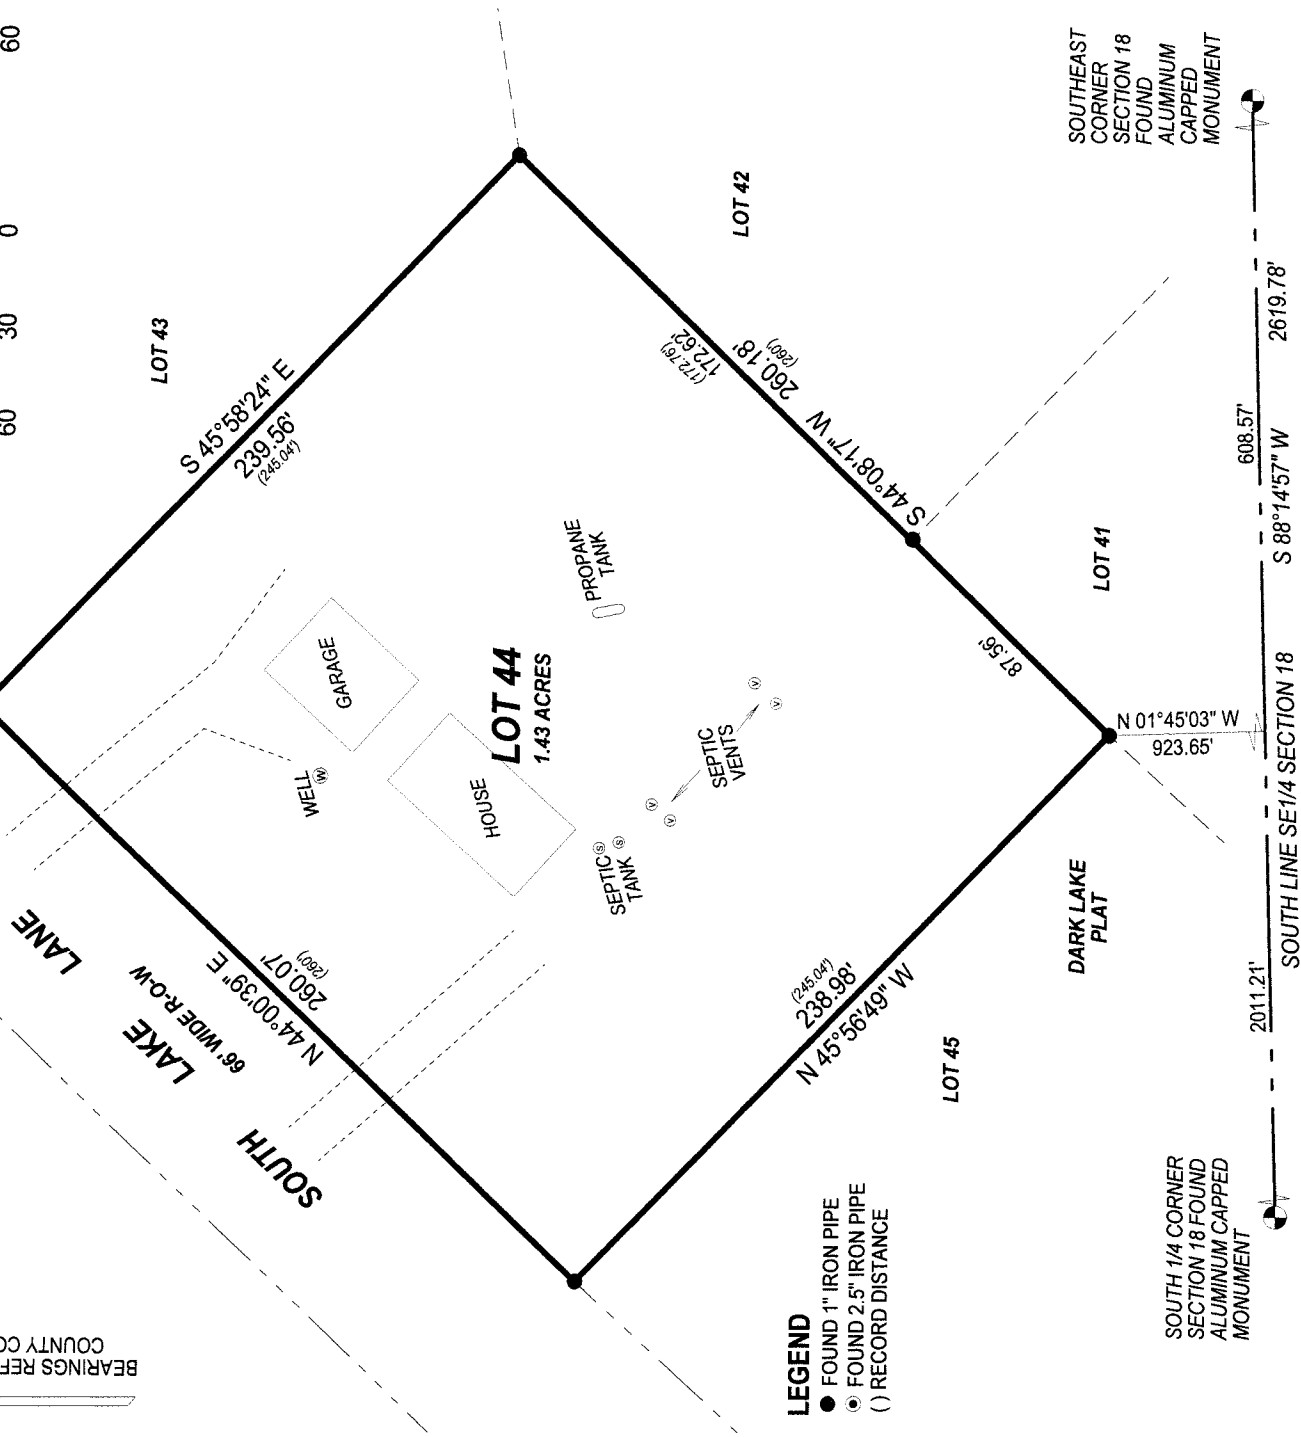 60
30
0
60
BEARINGS REF
COUNTY CO
SOUTH LAKE LANE
66' WIDE R-O-W
N 44°00'39" E
260.07'
(260')
LOT 43
S 45°58'24" E
239.56'
(245.04')
LOT 42
(172.76')
172.62'
S 44°08'17" W
260.18'
(260')
87.56'
LOT 41
GARAGE
WELL
W
HOUSE
LOT 44
1.43 ACRES
PROPANE
TANK
SEPTIC
TANK
S
S
SEPTIC
VENTS
V
V
V
V
(245.04')
238.98'
N 45°56'49" W
LOT 45
DARK LAKE
PLAT
N 01°45'03" W
923.65'
LEGEND
FOUND 1" IRON PIPE
FOUND 2.5" IRON PIPE
( ) RECORD DISTANCE
SOUTH 1/4 CORNER
SECTION 18 FOUND
ALUMINUM CAPPED
MONUMENT
2011.21'
608.57'
SOUTH LINE SE1/4 SECTION 18
S 88°14'57" W
2619.78'
SOUTHEAST
CORNER
SECTION 18
FOUND
ALUMINUM
CAPPED
MONUMENT